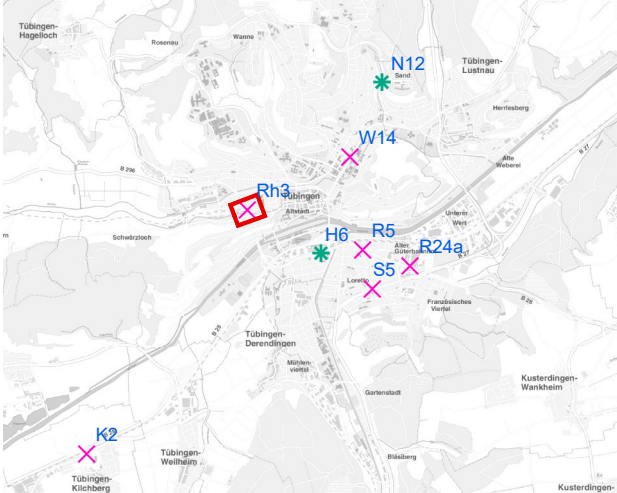 Tübingen-
Hagelloch
Rosenau
Wanne
N12
Sand
Tübingen-
Lustnau
Herrlesberg
W14
Alte
Weberei
B 27
B 296
Rh3
Tübingen
Altstadt
Unterer
Wert
Schwärzloch
H6
R5
Alter
Güterbahnhof
R24a
B 27
S5
Loretto
Französisches
Viertel
B 28
B 28
Tübingen-
Derendingen
Mühlen-
viertel
Gartenstadt
Kusterdingen-
Wankheim
K2
Tübingen-
Weilheim
Bläsiberg
Tübingen-
Kilchberg
Kusterdingen-